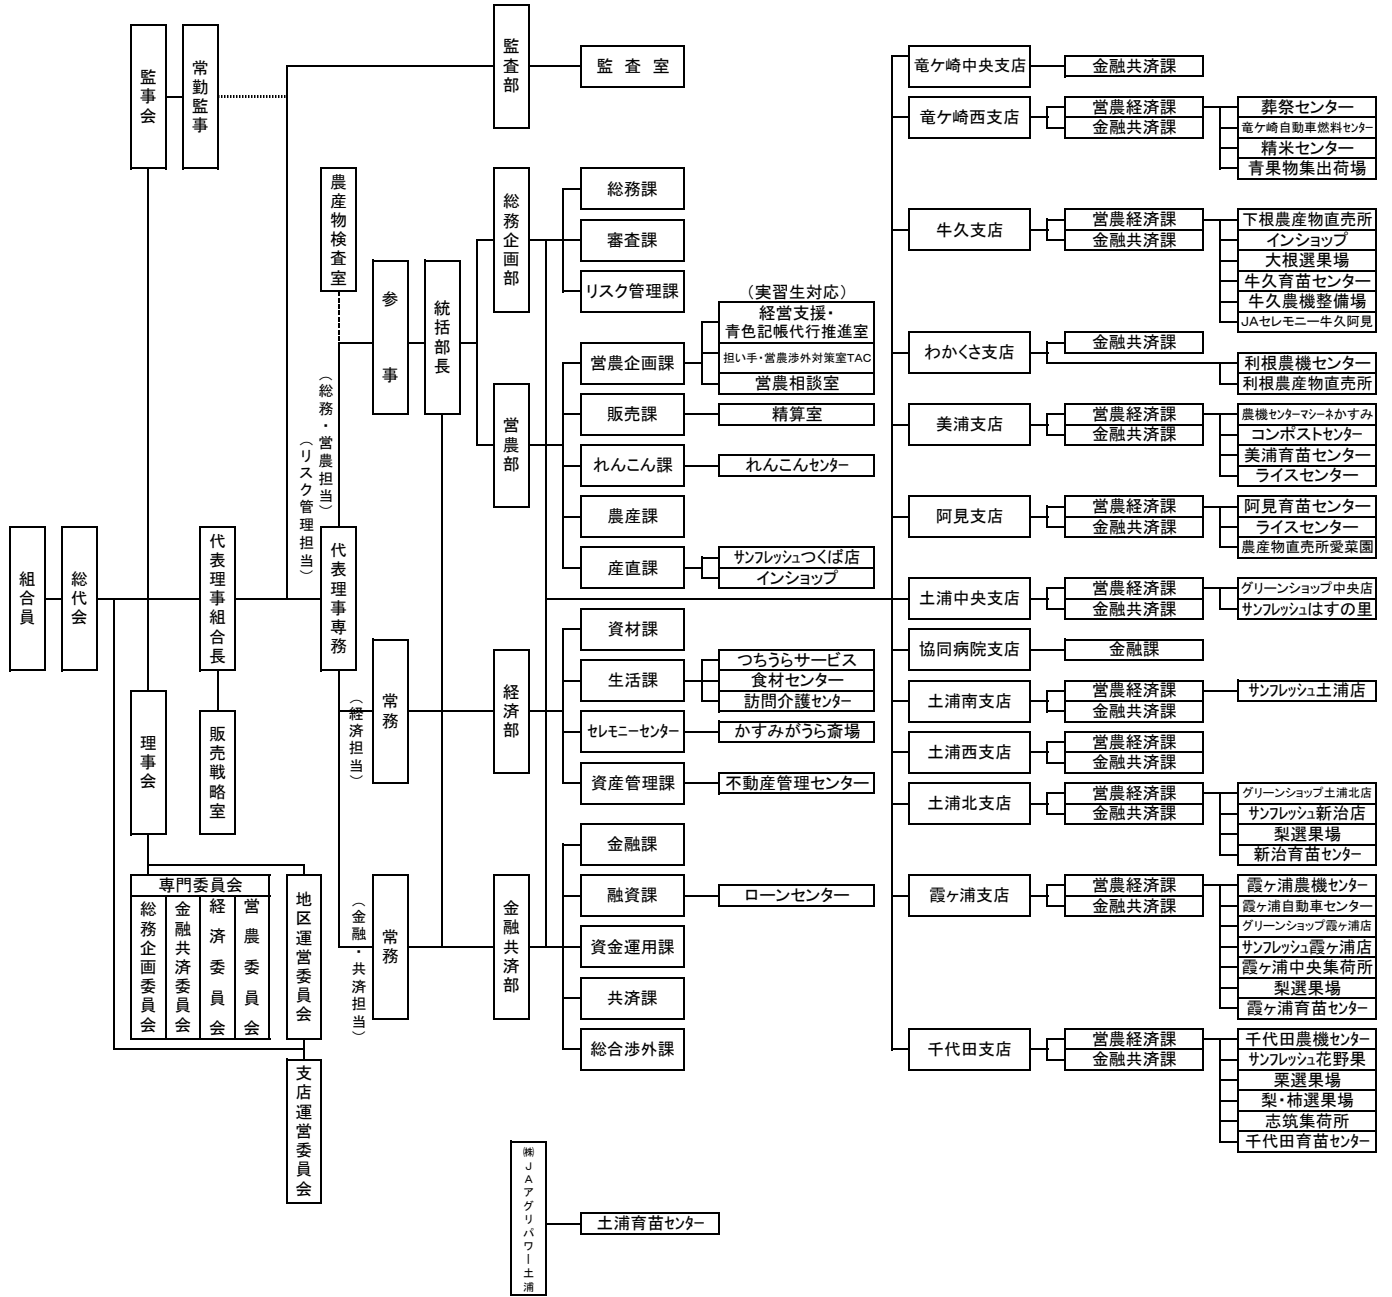 組合員
総代会
監事会
常勤監事
代表理事組合長
販売戦略室
理事会
専門委員会
総務企画委員会
金融共済委員会
経済委員会
営農委員会
地区運営委員会
支店運営委員会
農産物検査室
(総務・営農担当)
(リスク管理担当)
代表理事専務
参事
統括部長
(経済担当)
常務
(金融・共済担当)
常務
監査部
監査室
総務企画部
総務課
審査課
リスク管理課
営農部
営農企画課
(実習生対応)
経営支援・
青色記帳代行推進室
担い手・営農渉外対策室TAC
営農相談室
販売課
精算室
れんこん課
れんこんセンター
農産課
産直課
サンフレッシュつくば店
インショップ
経済部
資材課
生活課
つちうらサービス
食材センター
訪問介護センター
セレモニーセンター
かすみがうら斎場
資産管理課
不動産管理センター
金融共済部
金融課
融資課
ローンセンター
資金運用課
共済課
総合渉外課
㈱JAアグリパワー土浦
土浦育苗センター
竜ケ崎中央支店
金融共済課
竜ケ崎西支店
営農経済課
金融共済課
葬祭センター
竜ケ崎自動車燃料センター
精米センター
青果物集出荷場
牛久支店
営農経済課
金融共済課
下根農産物直売所
インショップ
大根選果場
牛久育苗センター
牛久農機整備場
JAセレモニー牛久阿見
わかくさ支店
金融共済課
利根農機センター
利根農産物直売所
美浦支店
営農経済課
金融共済課
農機センターマシーネかすみ
コンポストセンター
美浦育苗センター
ライスセンター
阿見支店
営農経済課
金融共済課
阿見育苗センター
ライスセンター
農産物直売所愛菜園
土浦中央支店
営農経済課
金融共済課
グリーンショップ中央店
サンフレッシュはすの里
協同病院支店
金融課
土浦南支店
営農経済課
金融共済課
サンフレッシュ土浦店
土浦西支店
営農経済課
金融共済課
土浦北支店
営農経済課
金融共済課
グリーンショップ土浦北店
サンフレッシュ新治店
梨選果場
新治育苗センター
霞ヶ浦支店
営農経済課
金融共済課
霞ヶ浦農機センター
霞ヶ浦自動車センター
グリーンショップ霞ヶ浦店
サンフレッシュ霞ヶ浦店
霞ヶ浦中央集荷所
梨選果場
霞ヶ浦育苗センター
千代田支店
営農経済課
金融共済課
千代田農機センター
サンフレッシュ花野果
栗選果場
梨・柿選果場
志筑集荷所
千代田育苗センター